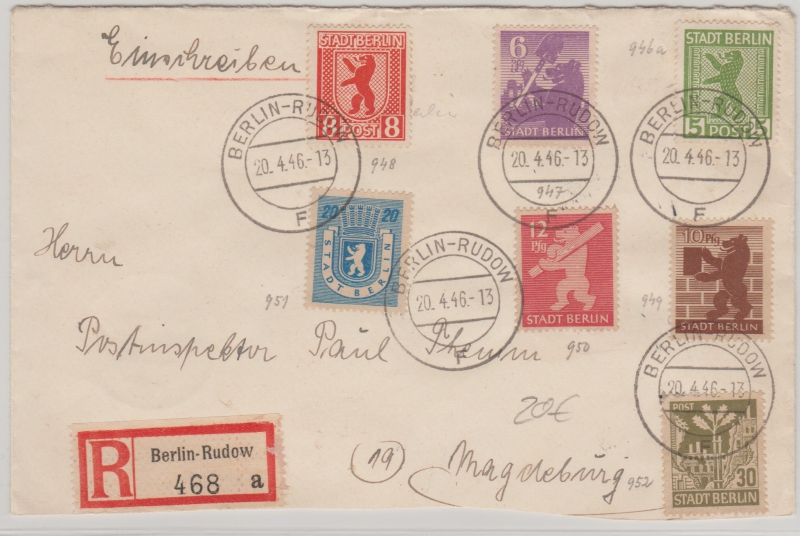 Einschreiben
STADT BERLIN
8 POST 8
6
Pfg
STADT BERLIN
946a
STADT BERLIN
5 POST 5
BERLIN-RUDOW
20. 4.46.-13
F
948
BERLIN-RUDOW
20. 4.46.-13
947
F
BERLIN-RUDOW
20. 4.46.-13
F
20 20
STADT BERLIN
951
BERLIN-RUDOW
20. 4.46.-13
F
12
Pfg
STADT BERLIN
950
10 Pfg
STADT BERLIN
949
BERLIN-RUDOW
20. 4.46.-13
F
Herrn
Postinspektor Paul
20€
POST
30
STADT BERLIN
952
(19) Magdeburg
R Berlin-Rudow
468 a